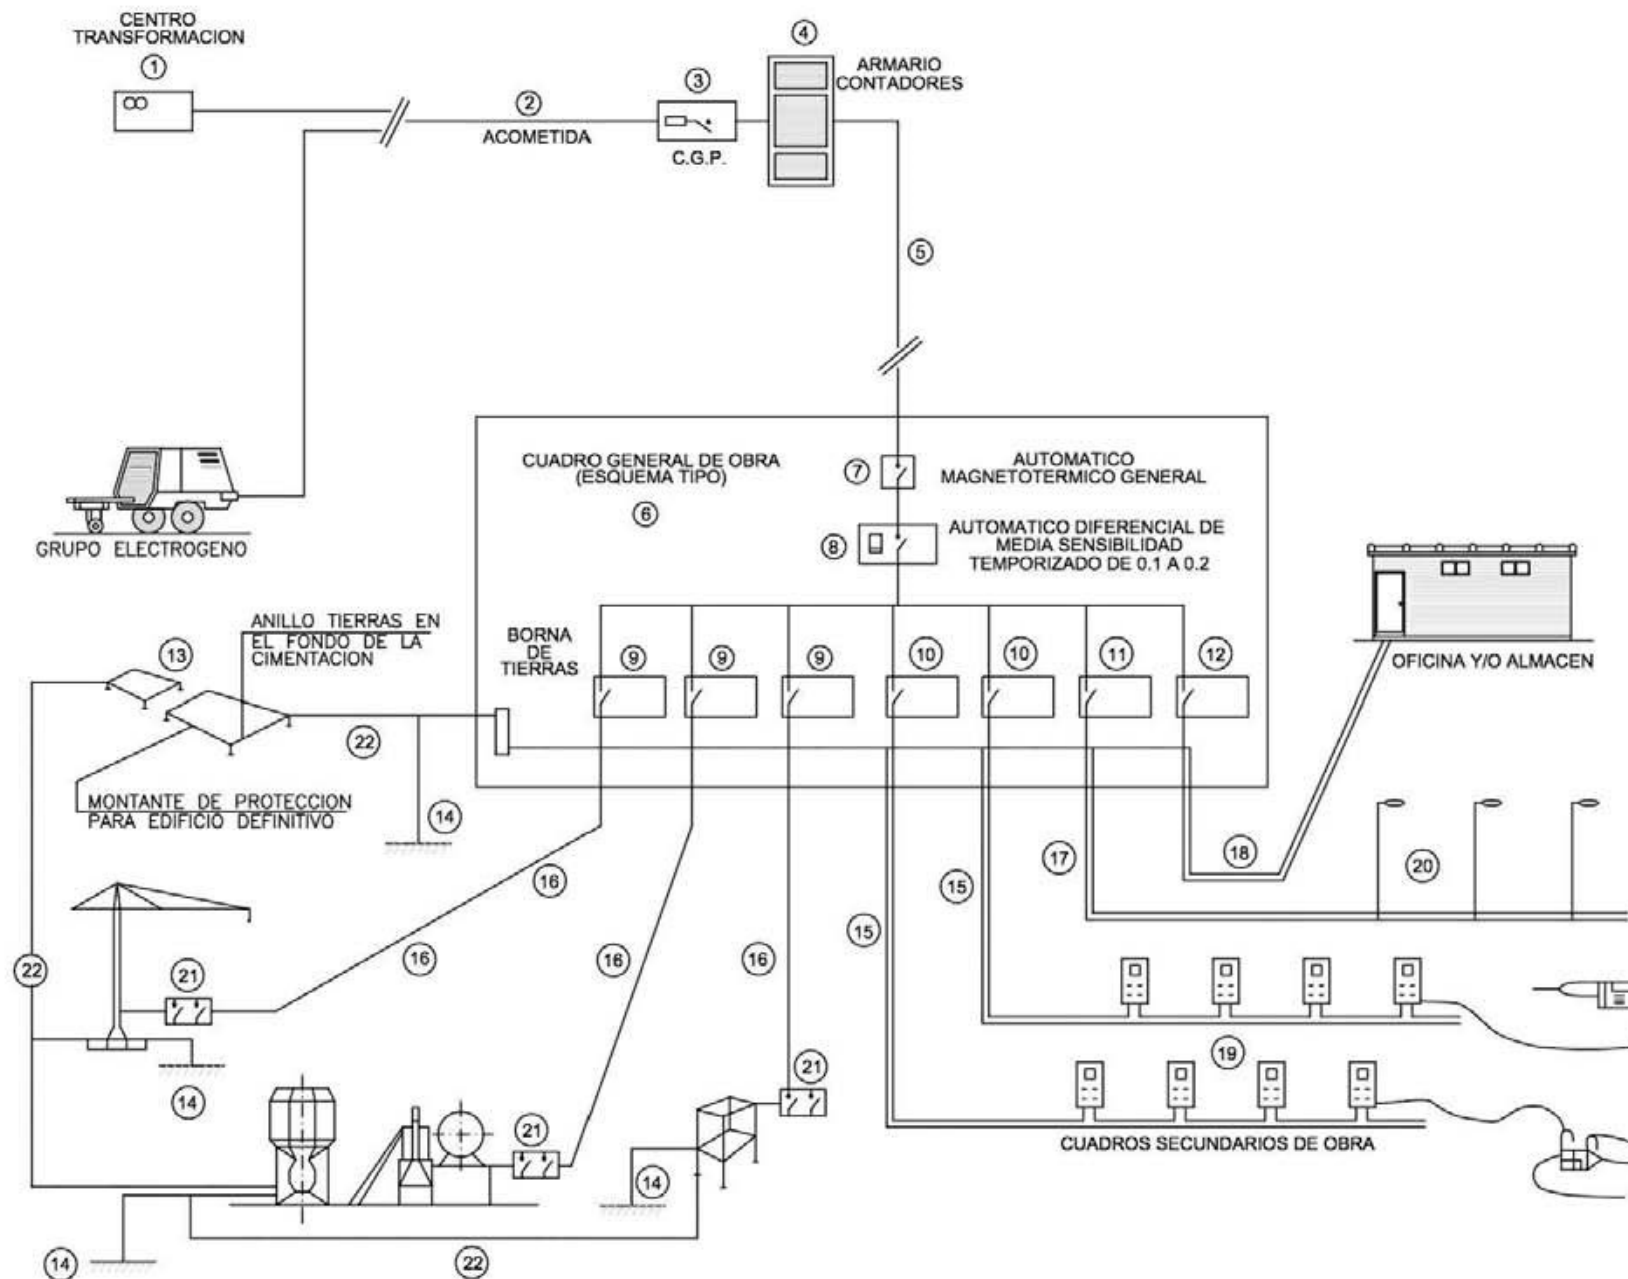 CENTRO
TRANSFORMACION
1
2
ACOMETIDA
3
C.G.P.
4
ARMARIO
CONTADORES
5
GRUPO ELECTROGENO
CUADRO GENERAL DE OBRA
(ESQUEMA TIPO)
6
7
AUTOMATICO
MAGNETOTERMICO GENERAL
8
AUTOMATICO DIFERENCIAL DE
MEDIA SENSIBILIDAD
TEMPORIZADO DE 0.1 A 0.2
OFICINA Y/O ALMACEN
ANILLO TIERRAS EN
EL FONDO DE LA
CIMENTACION
13
BORNA
DE
TIERRAS
9
9
9
10
10
11
12
22
MONTANTE DE PROTECCION
PARA EDIFICIO DEFINITIVO
14
16
15
17
18
20
22
21
16
16
16
15
14
19
21
21
14
CUADROS SECUNDARIOS DE OBRA
14
22